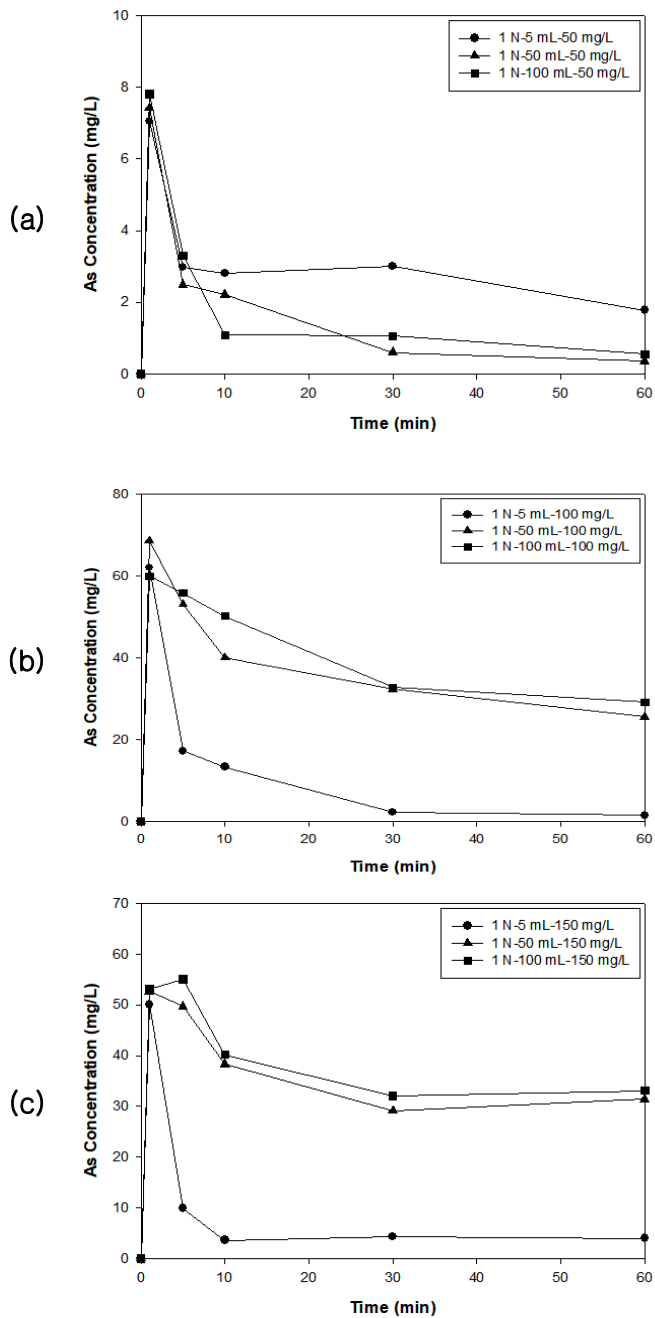 (a)
As Concentration (mg/L)
10
8
6
4
2
0
1 N-5 mL-50 mg/L
1 N-50 mL-50 mg/L
1 N-100 mL-50 mg/L
0 10 20 30 40 50 60
Time (min)
(b)
As Concentration (mg/L)
80
60
40
20
0
1 N-5 mL-100 mg/L
1 N-50 mL-100 mg/L
1 N-100 mL-100 mg/L
0 10 20 30 40 50 60
Time (min)
(c)
As Concentration (mg/L)
70
60
50
40
30
20
10
0
1 N-5 mL-150 mg/L
1 N-50 mL-150 mg/L
1 N-100 mL-150 mg/L
0 10 20 30 40 50 60
Time (min)